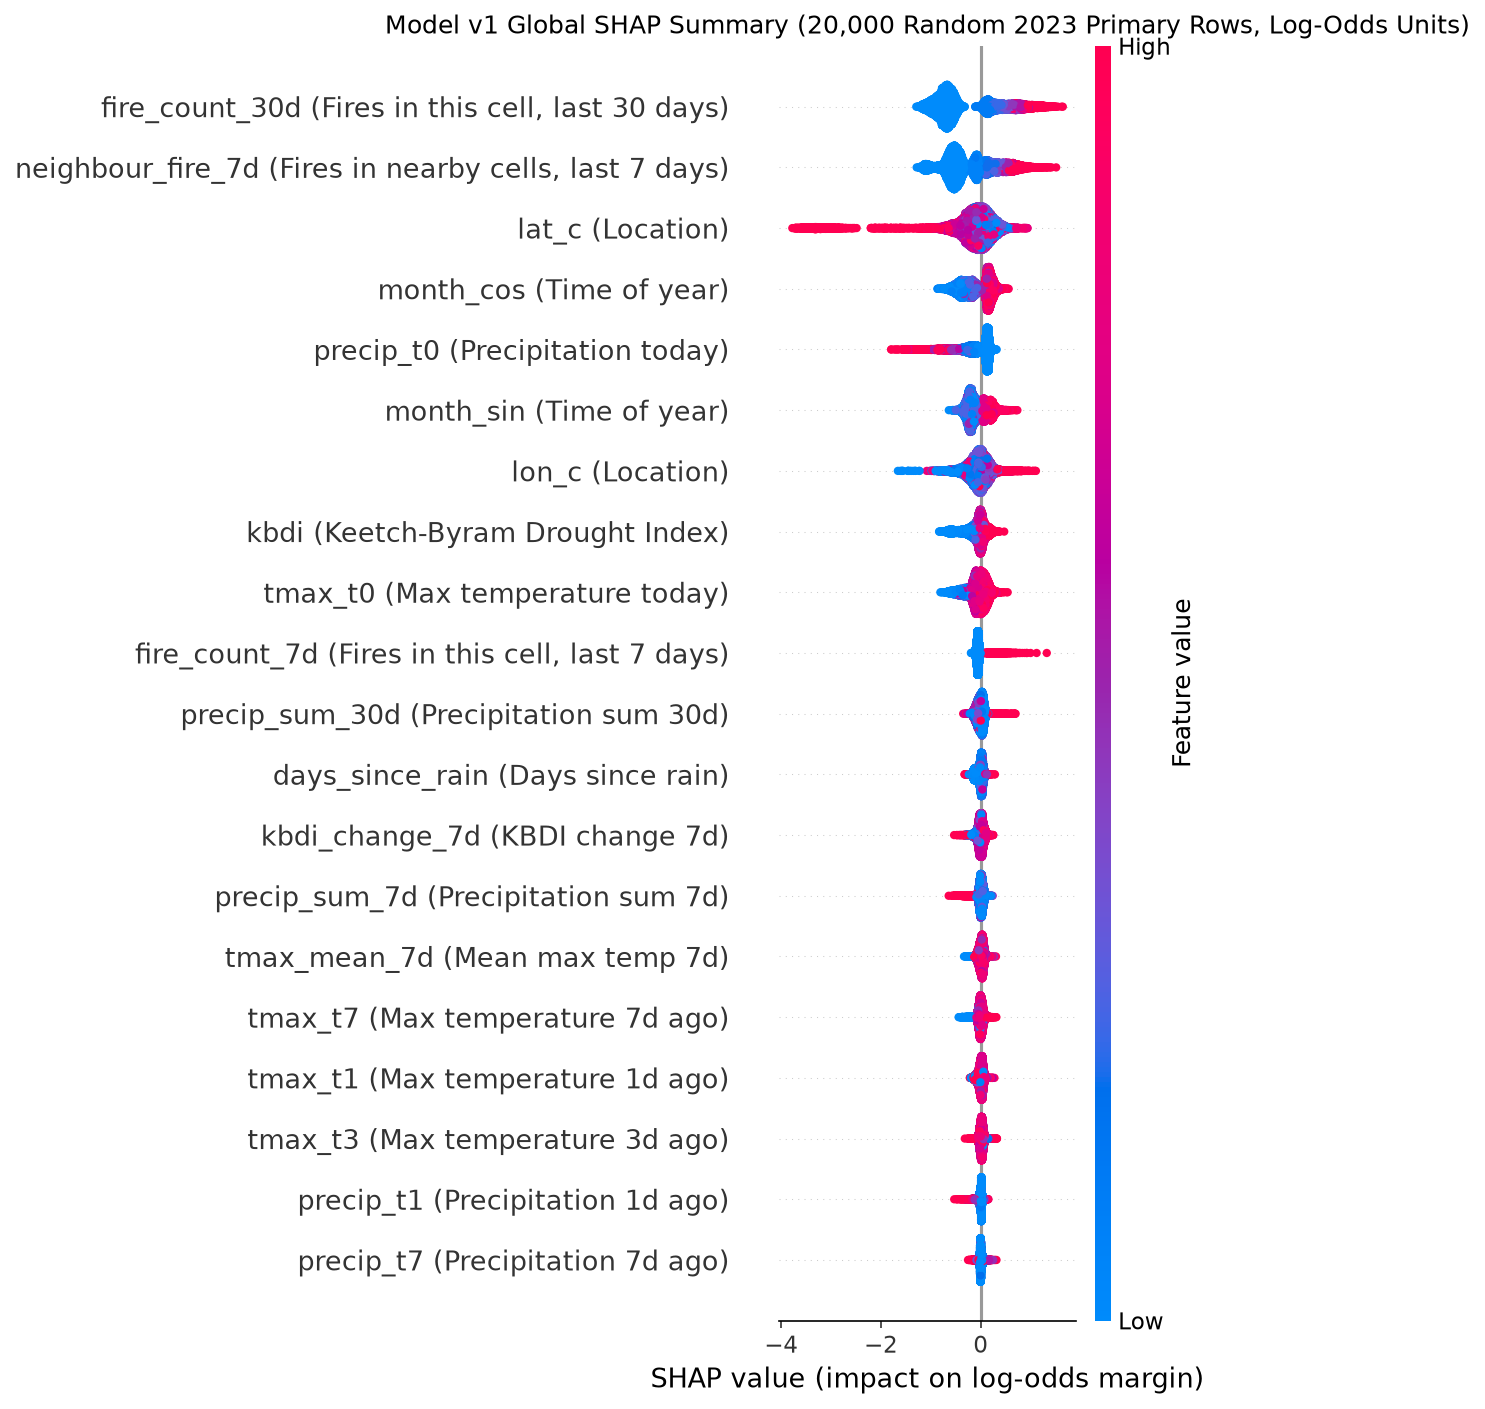 Model v1 Global SHAP Summary (20,000 Random 2023 Primary Rows, Log-Odds Units)
High
fire_count_30d (Fires in this cell, last 30 days)
neighbour_fire_7d (Fires in nearby cells, last 7 days)
lat_c (Location)
month_cos (Time of year)
precip_t0 (Precipitation today)
month_sin (Time of year)
lon_c (Location)
kbdi (Keetch-Byram Drought Index)
tmax_t0 (Max temperature today)
fire_count_7d (Fires in this cell, last 7 days)
precip_sum_30d (Precipitation sum 30d)
days_since_rain (Days since rain)
kbdi_change_7d (KBDI change 7d)
precip_sum_7d (Precipitation sum 7d)
tmax_mean_7d (Mean max temp 7d)
tmax_t7 (Max temperature 7d ago)
tmax_t1 (Max temperature 1d ago)
tmax_t3 (Max temperature 3d ago)
precip_t1 (Precipitation 1d ago)
precip_t7 (Precipitation 7d ago)
Feature value
Low
−4 −2 0
SHAP value (impact on log-odds margin)